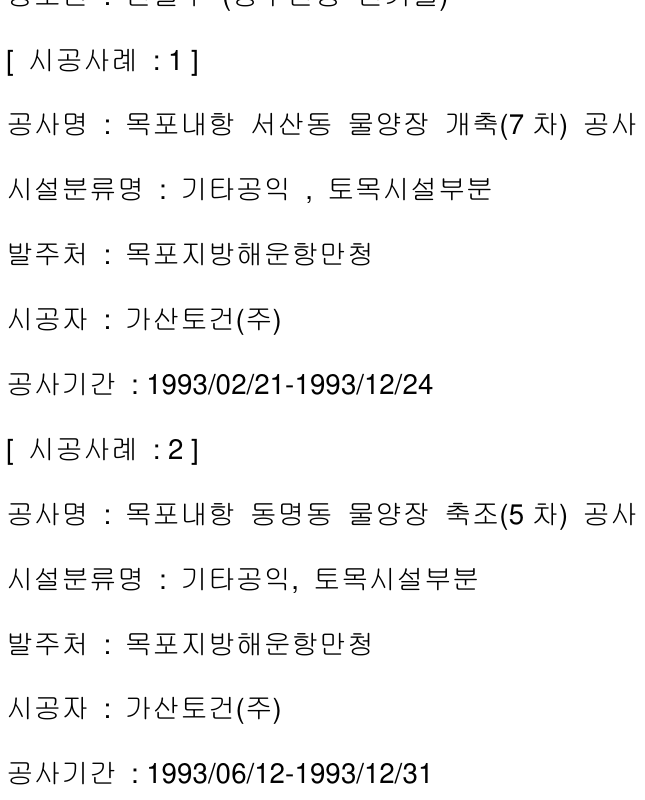 [ 시공사례 : 1 ]
공사명 : 목포내항 서산동 물양장 개축(7 차) 공사
시설분류명 : 기타공익 , 토목시설부분
발주처 : 목포지방해운항만청
시공자 : 가산토건(주)
공사기간 : 1993/02/21-1993/12/24
[ 시공사례 : 2 ]
공사명 : 목포내항 동명동 물양장 축조(5 차) 공사
시설분류명 : 기타공익, 토목시설부분
발주처 : 목포지방해운항만청
시공자 : 가산토건(주)
공사기간 : 1993/06/12-1993/12/31